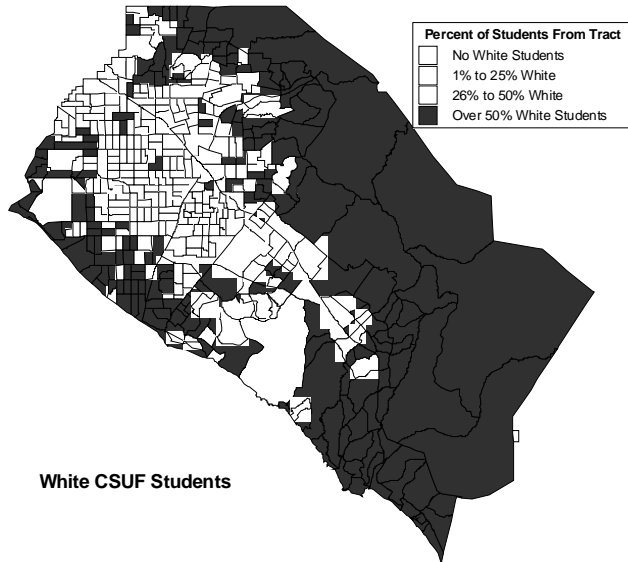 Percent of Students From Tract
No White Students
1% to 25% White
26% to 50% White
Over 50% White Students
White CSUF Students